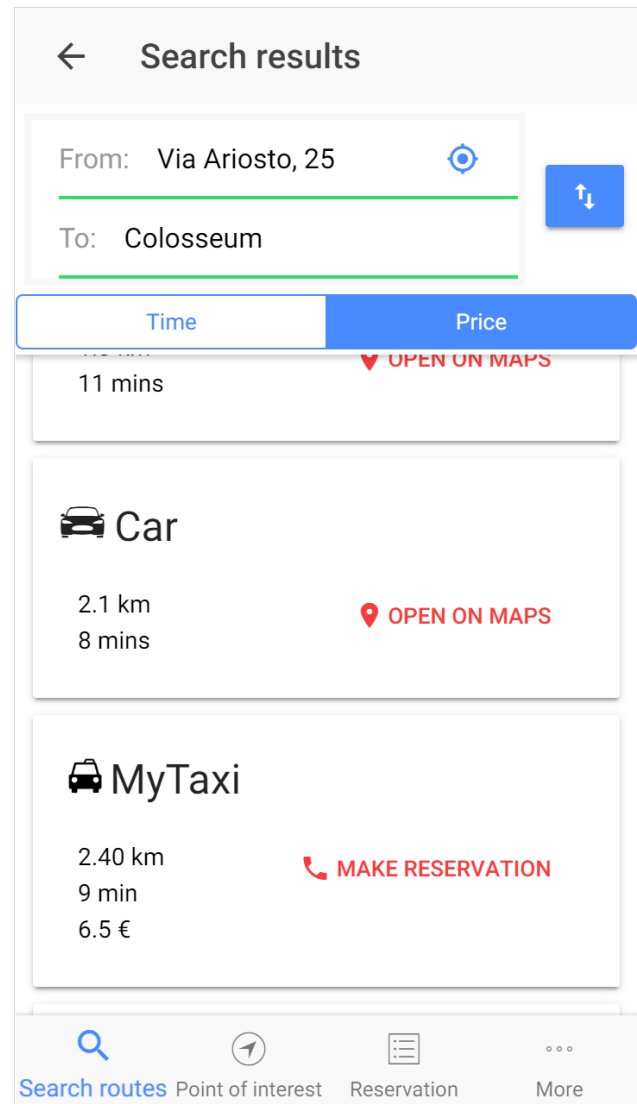 Search results
From: Via Ariosto, 25
To: Colosseum
Time Price
OPEN ON MAPS
11 mins
Car
2.1 km OPEN ON MAPS
8 mins
MyTaxi
2.40 km MAKE RESERVATION
9 min
6.5 €
Search routes Point of interest Reservation More